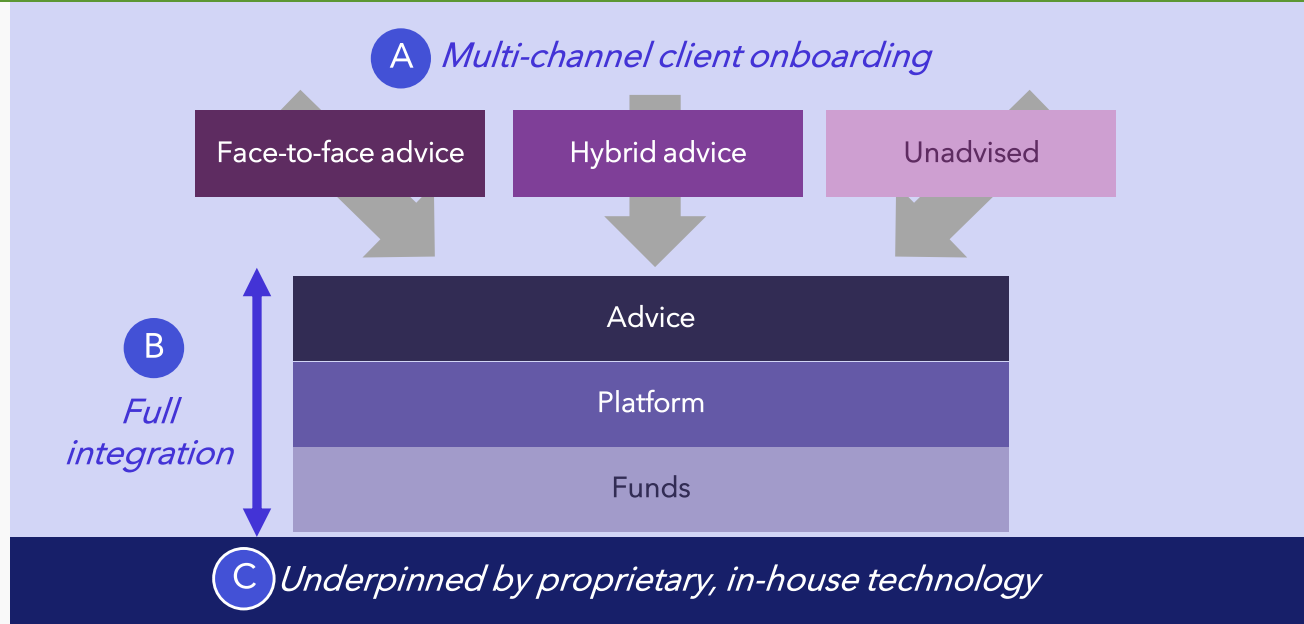 A Multi-channel client onboarding
Face-to-face advice
Hybrid advice
Unadvised
Advice
B
Platform
Full
integration
Funds
C Underpinned by proprietary, in-house technology